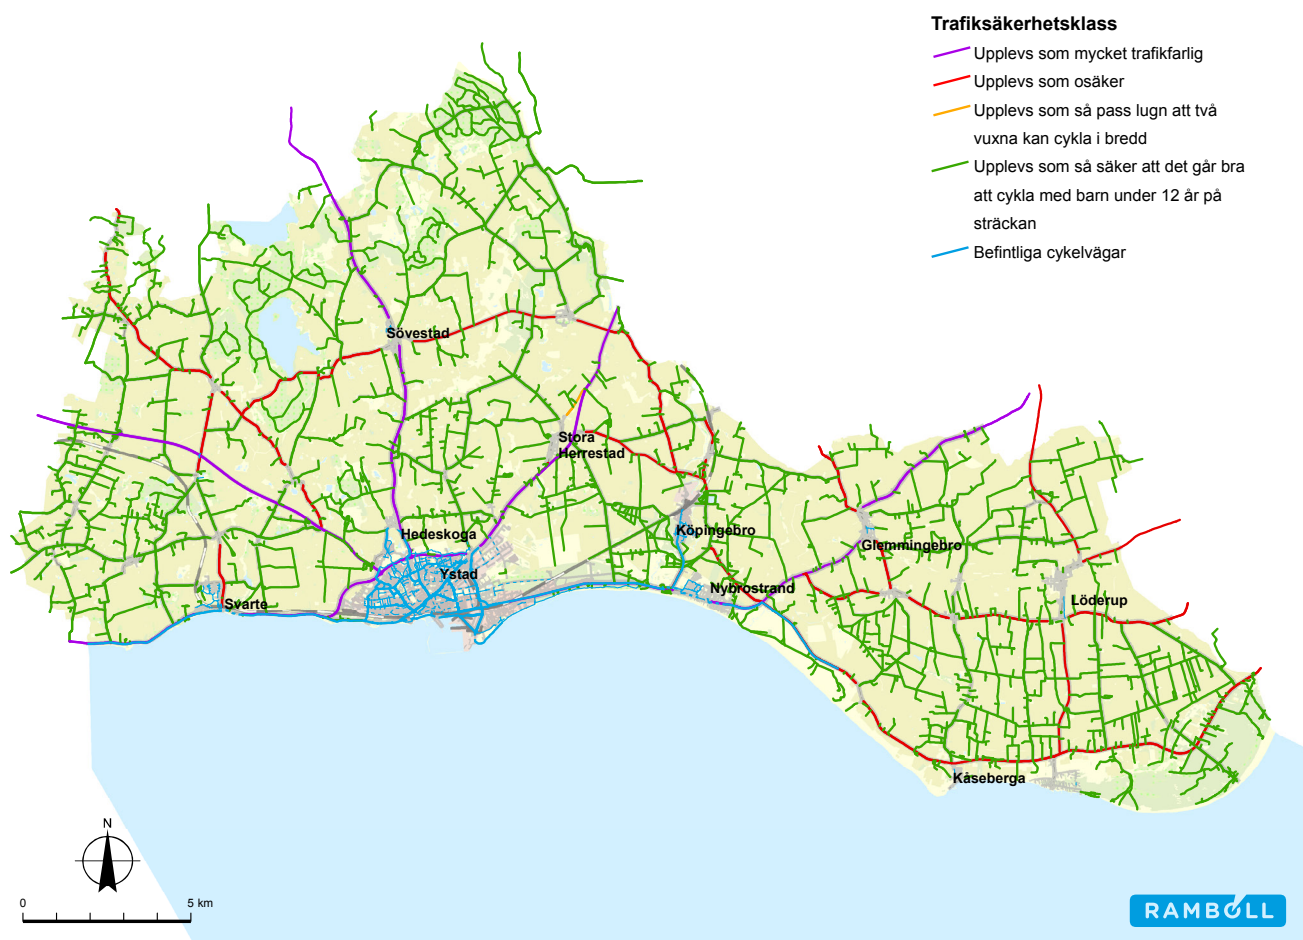 Trafiksäkerhetsklass
Upplevs som mycket trafikfarlig
Upplevs som osäker
Upplevs som så pass lugn att två
vuxna kan cykla i bredd
Upplevs som så säker att det går bra
att cykla med barn under 12 år på
sträckan
Befintliga cykelvägar
Sövestad
Stora
Herrestad
Hedeskoga
Köpingebro
Glemmingebro
Ystad
Nybrostrand
Svarte
Löderup
Kåseberga
N
0 5 km
RAMBOLL